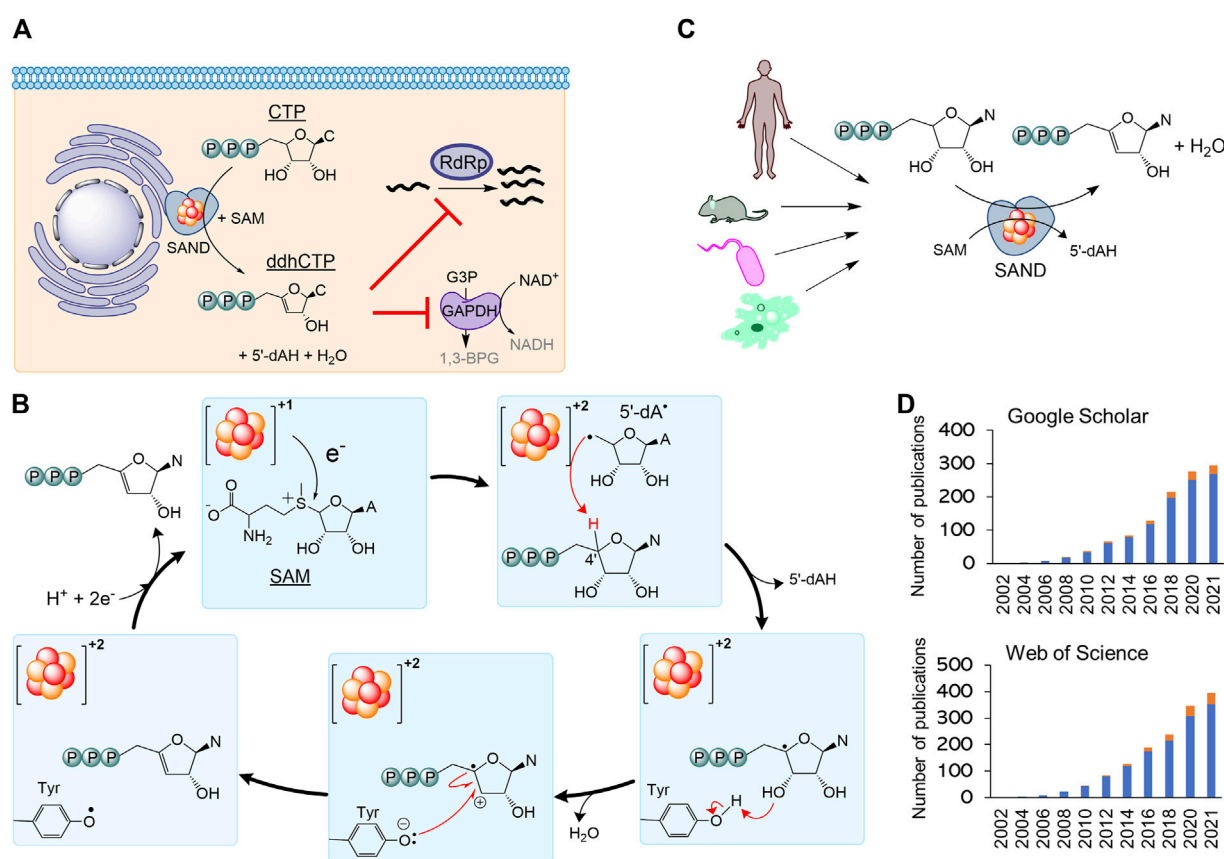 A
CTP
P P P
O
C
HO OH
+ SAM
SAND
ddhCTP
P P P
O
C
OH
+ 5'-dAH + H₂O
RdRp
G3P
NAD⁺
GAPDH
NADH
1,3-BPG
C
P P P
O
N
HO OH
P P P
O
N
OH
+ H₂O
SAM
5'-dAH
SAND
B
P P P
O
N
OH
H⁺ + 2e⁻
+1
e⁻
O
⁻O
NH₂
S
+
O
A
HO OH
SAM
+2
5'-dA•
O
A
HO OH
H
4'
P P P
O
N
HO OH
5'-dAH
+2
P P P
O
N
HO OH
Tyr
O
H
H₂O
+2
P P P
O
N
⊕
OH
Tyr
⊖
O:
+2
P P P
O
N
OH
Tyr
O
D
Google Scholar
Number of publications
400
300
200
100
0
2002 2004 2006 2008 2010 2012 2014 2016 2018 2020 2021
Web of Science
Number of publications
500
400
300
200
100
0
2002 2004 2006 2008 2010 2012 2014 2016 2018 2020 2021